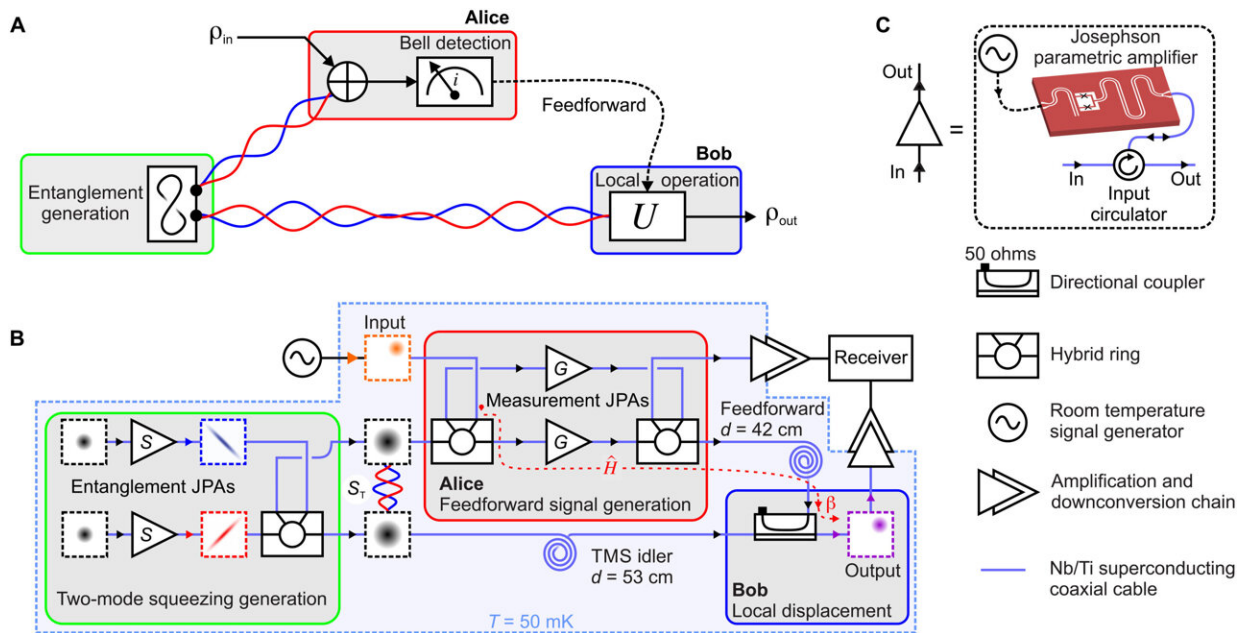 A
Alice
ρin
Bell detection
i
Feedforward
Entanglement
generation
Bob
Local operation
U
ρout
C
Josephson
parametric amplifier
Out
=
In
In
Out
Input
circulator
50 ohms
Directional coupler
Hybrid ring
Room temperature
signal generator
Amplification and
downconversion chain
Nb/Ti superconducting
coaxial cable
B
Input
G
Measurement JPAs
G
Receiver
Feedforward
d = 42 cm
Ĥ
Alice
Feedforward signal generation
S
Entanglement JPAs
S
Sτ
Two-mode squeezing generation
TMS idler
d = 53 cm
β
Output
Bob
Local displacement
T = 50 mK